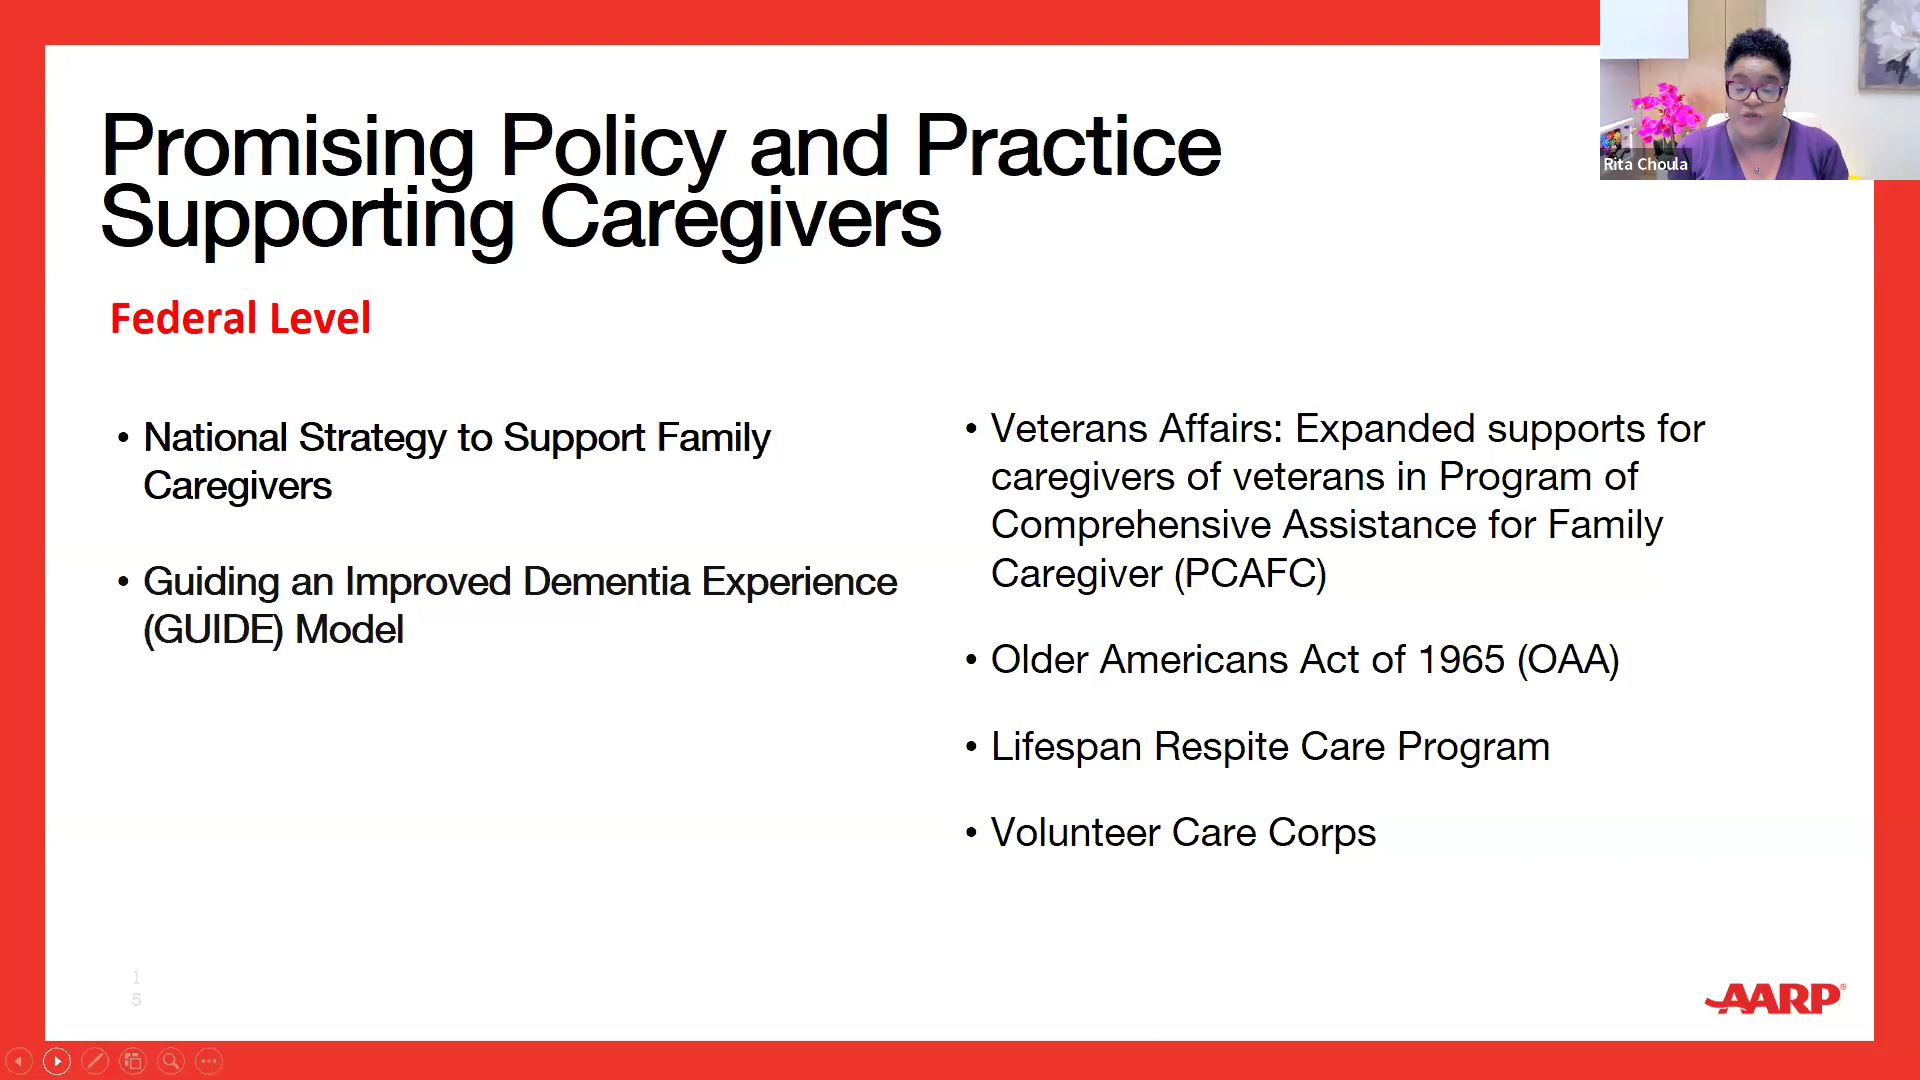 Promising Policy and Practice
Supporting Caregivers
Rita Choula
Federal Level
• National Strategy to Support Family
Caregivers
• Guiding an Improved Dementia Experience
(GUIDE) Model
• Veterans Affairs: Expanded supports for
caregivers of veterans in Program of
Comprehensive Assistance for Family
Caregiver (PCAFC)
• Older Americans Act of 1965 (OAA)
• Lifespan Respite Care Program
• Volunteer Care Corps
1
5
AARP®